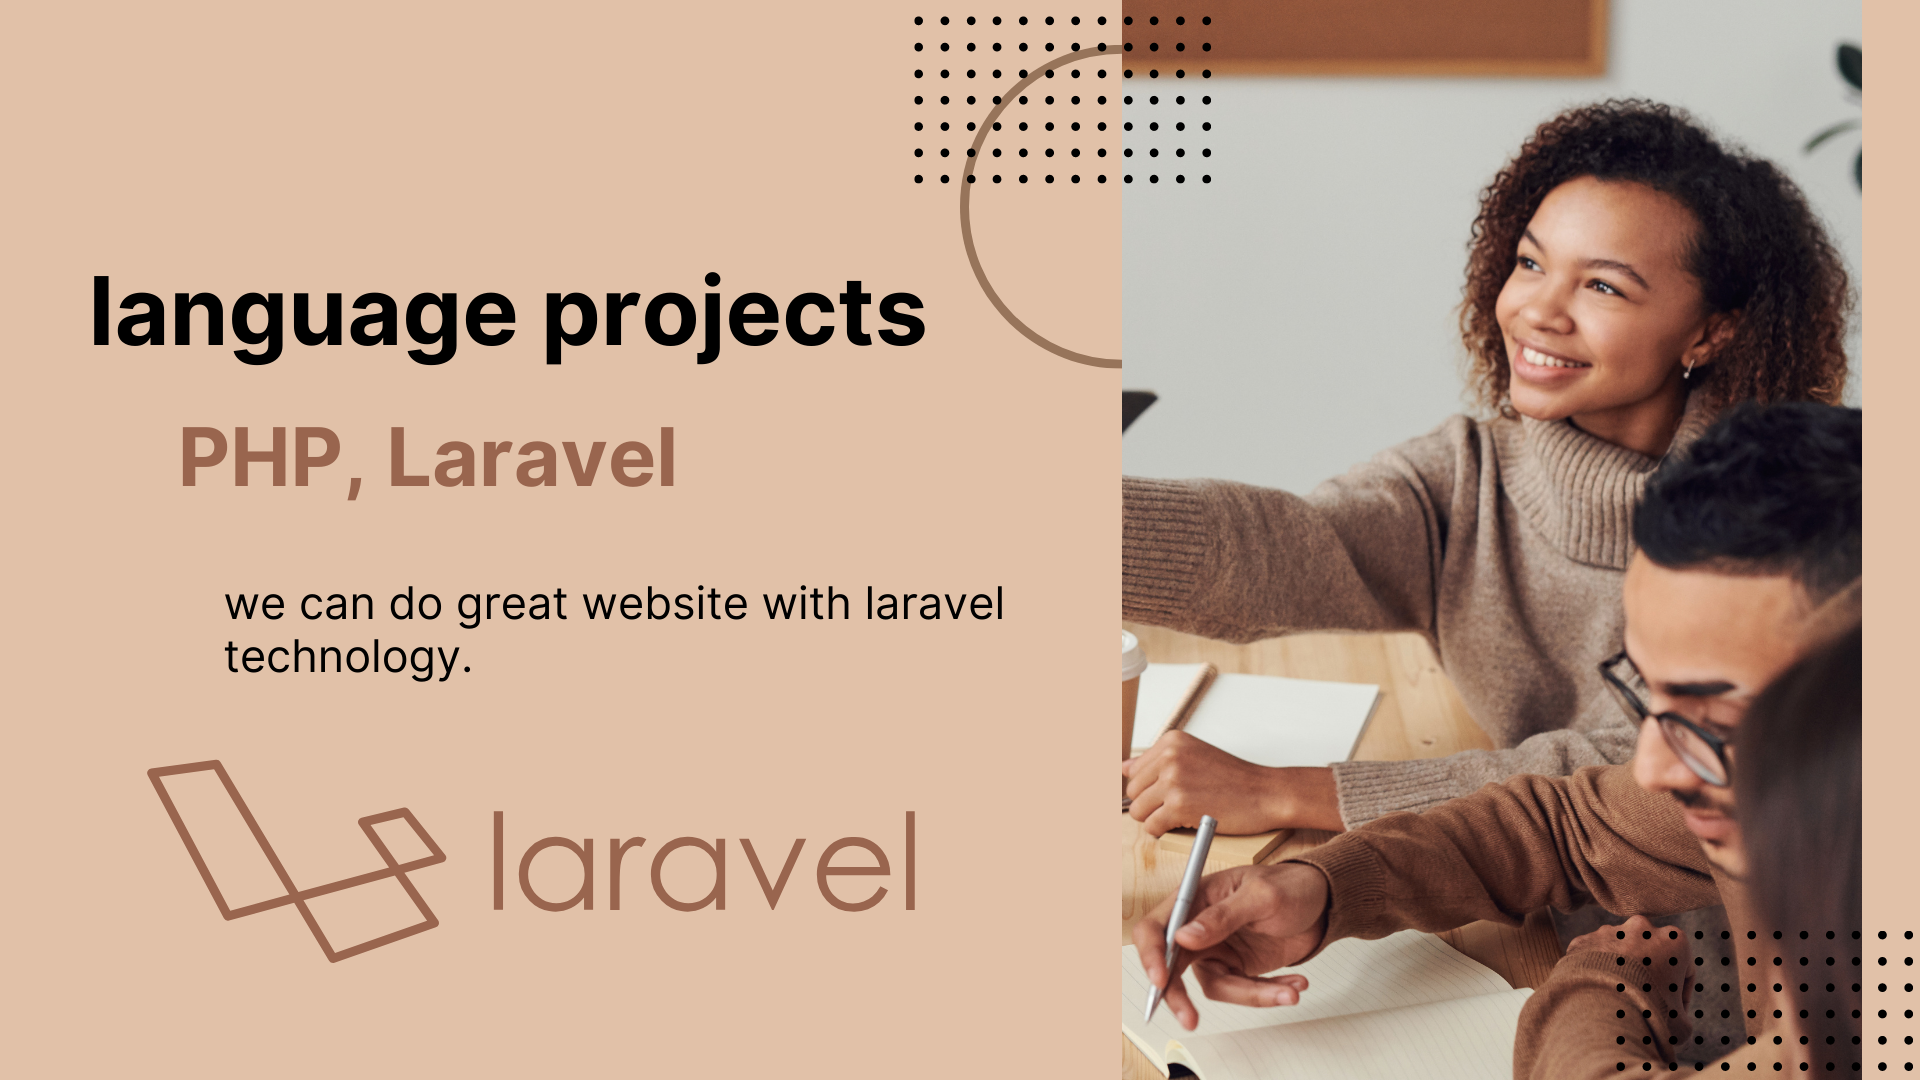 language projects
PHP, Laravel
we can do great website with laravel
technology.
laravel